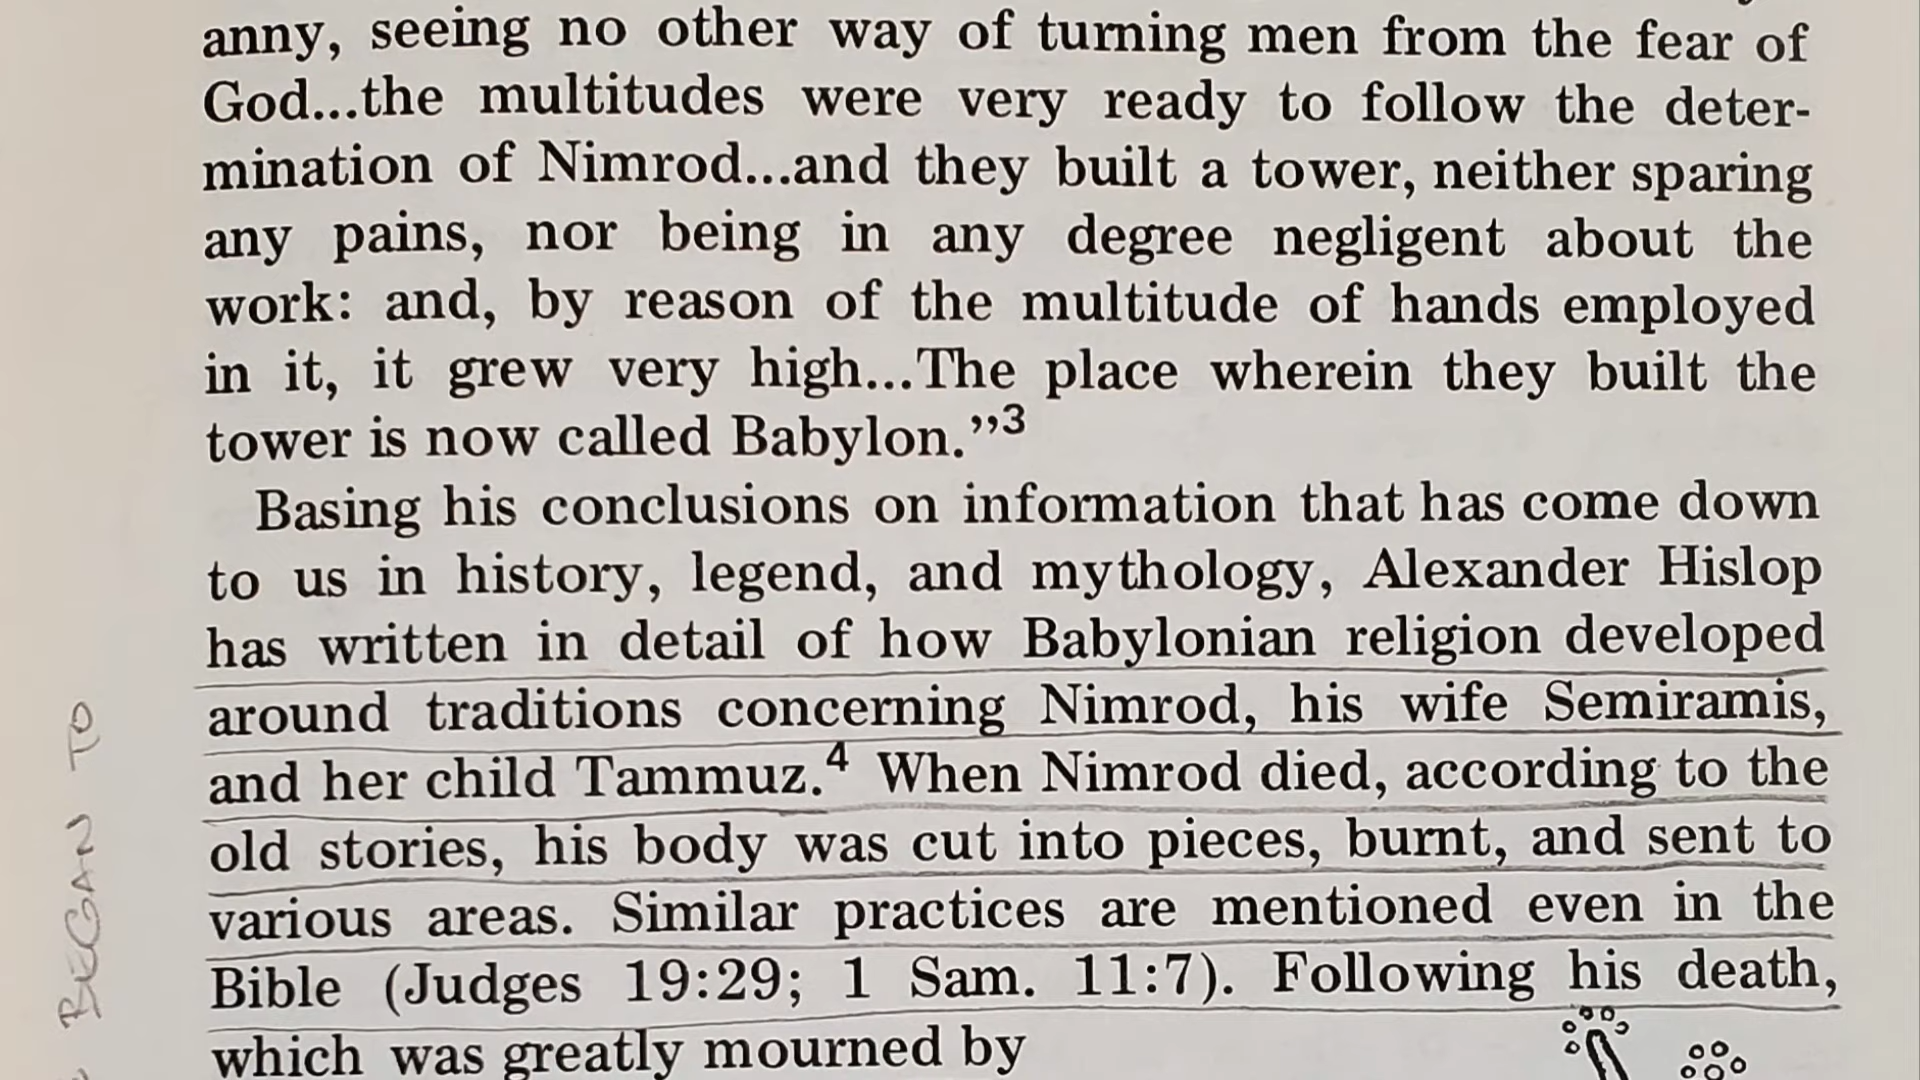 anny, seeing no other way of turning men from the fear of
God...the multitudes were very ready to follow the deter-
mination of Nimrod...and they built a tower, neither sparing
any pains, nor being in any degree negligent about the
work: and, by reason of the multitude of hands employed
in it, it grew very high...The place wherein they built the
tower is now called Babylon.”3
Basing his conclusions on information that has come down
to us in history, legend, and mythology, Alexander Hislop
has written in detail of how Babylonian religion developed
around traditions concerning Nimrod, his wife Semiramis,
and her child Tammuz.4 When Nimrod died, according to the
old stories, his body was cut into pieces, burnt, and sent to
various areas. Similar practices are mentioned even in the
Bible (Judges 19:29; 1 Sam. 11:7). Following his death,
which was greatly mourned by
BEGAN TO